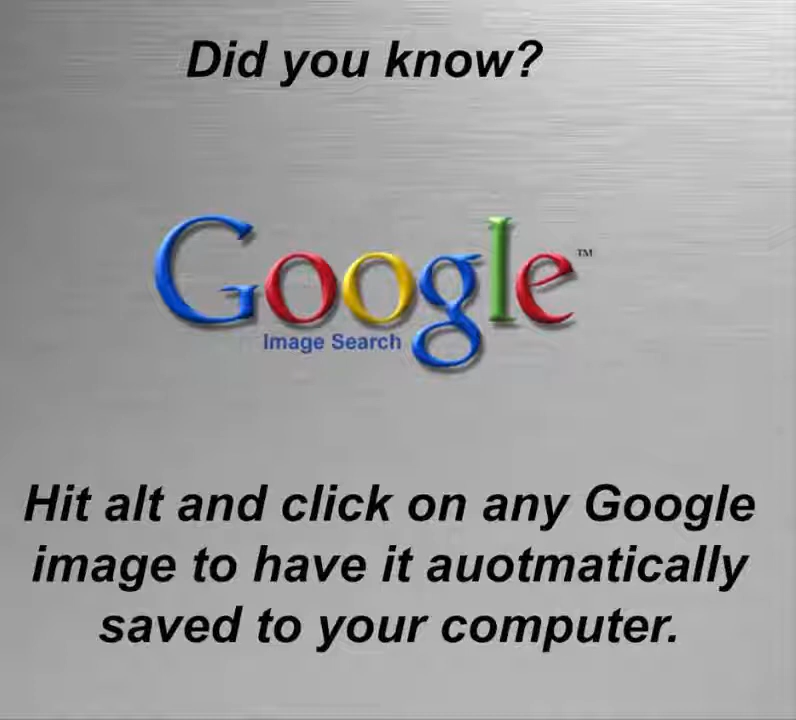 Did you know?
Google™
Image Search
Hit alt and click on any Google
image to have it auotmatically
saved to your computer.